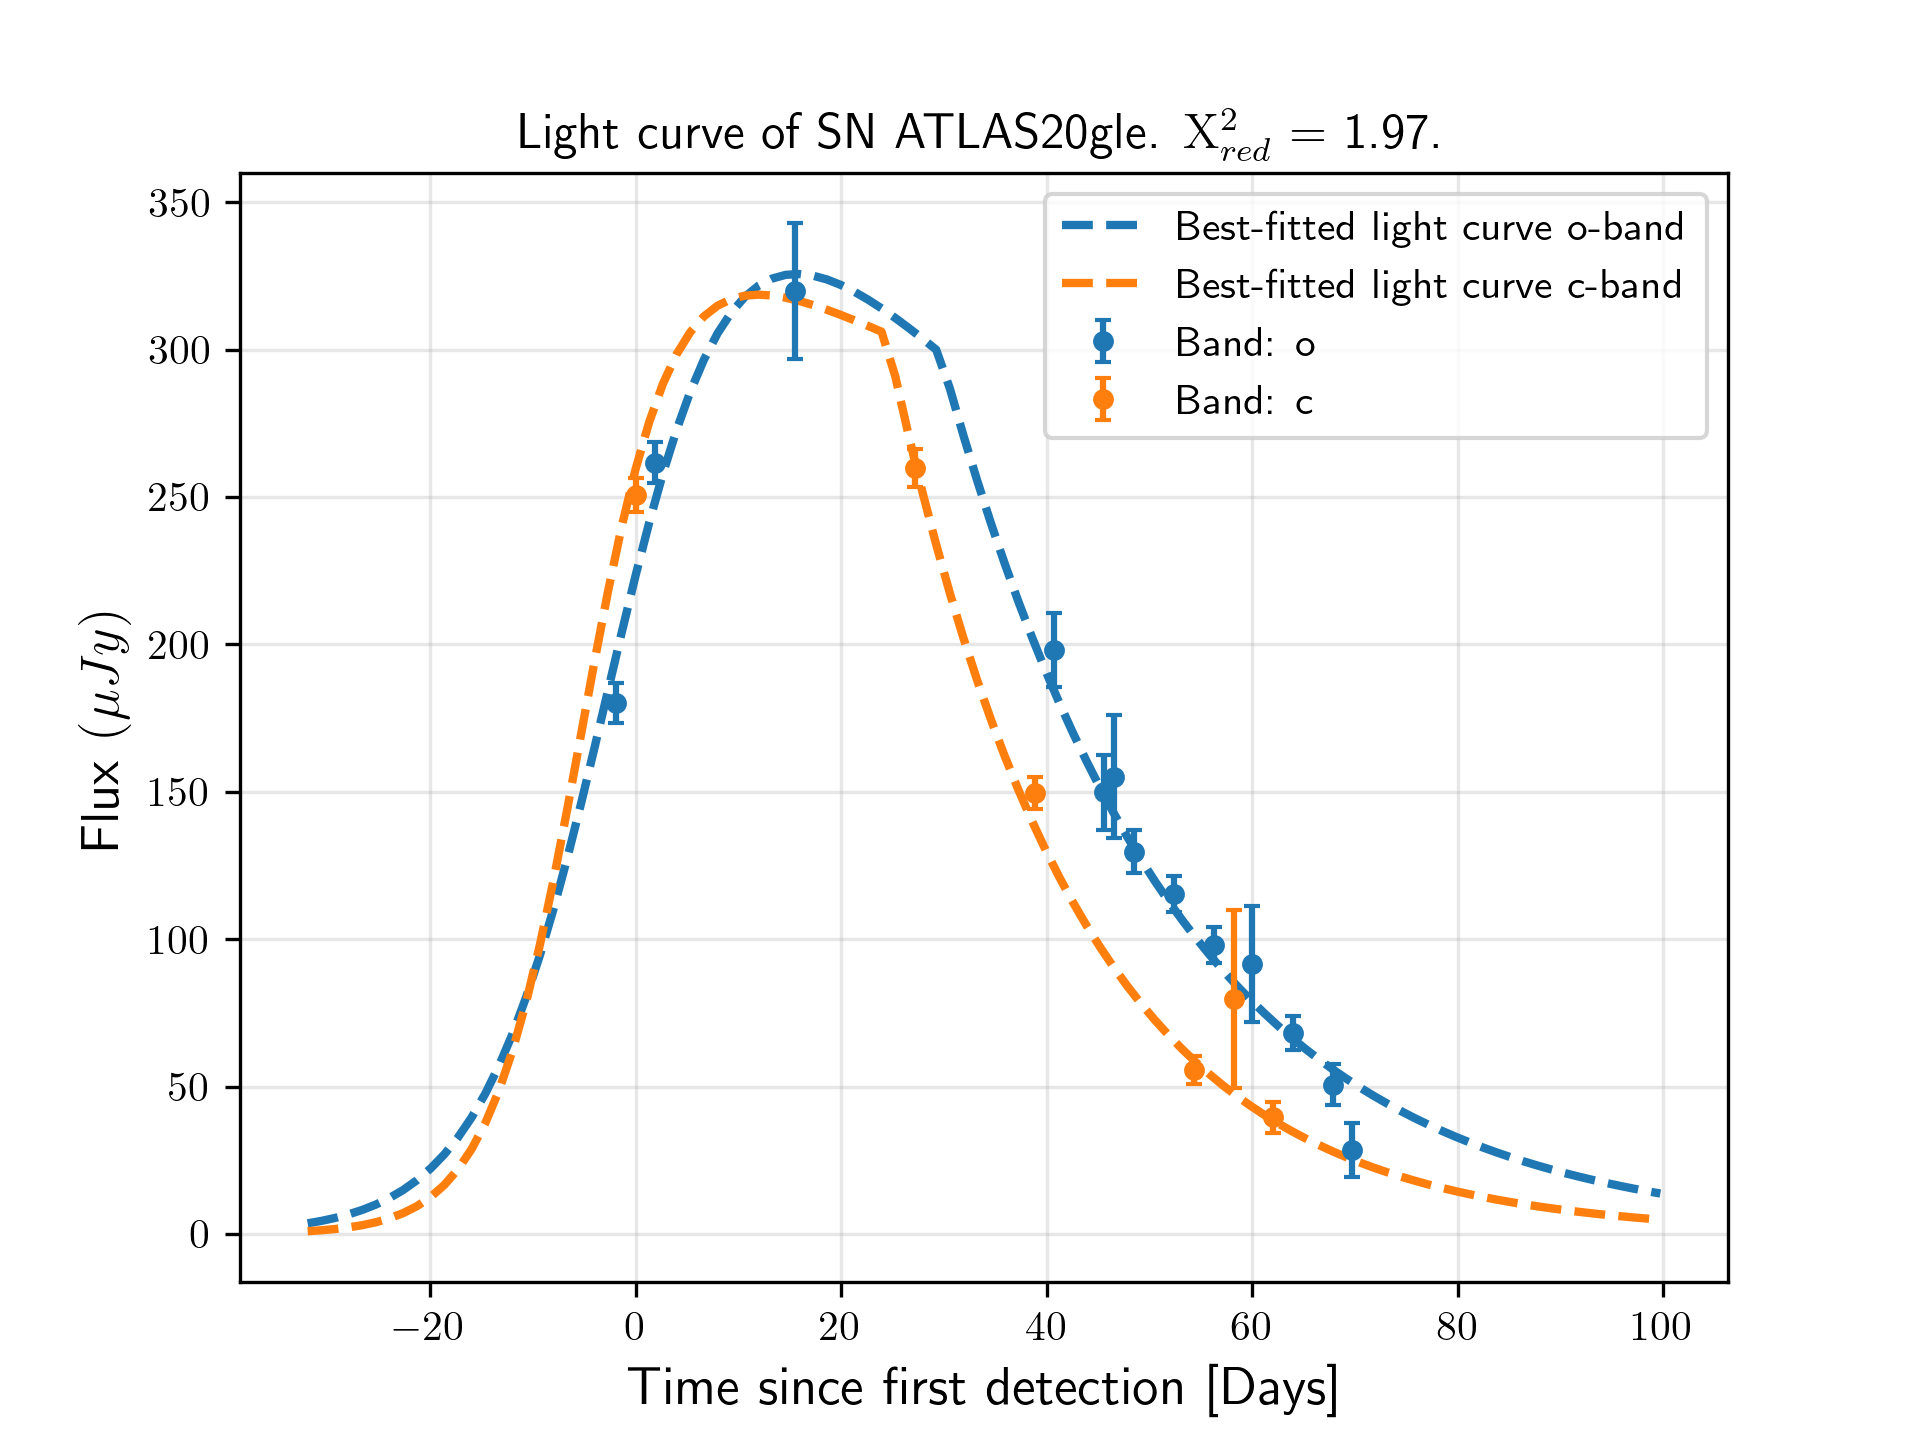 Light curve of SN ATLAS20gle. X²_red = 1.97.
350
300
250
200
150
100
50
0
Flux (μJy)
Best-fitted light curve o-band
Best-fitted light curve c-band
Band: o
Band: c
−20 0 20 40 60 80 100
Time since first detection [Days]